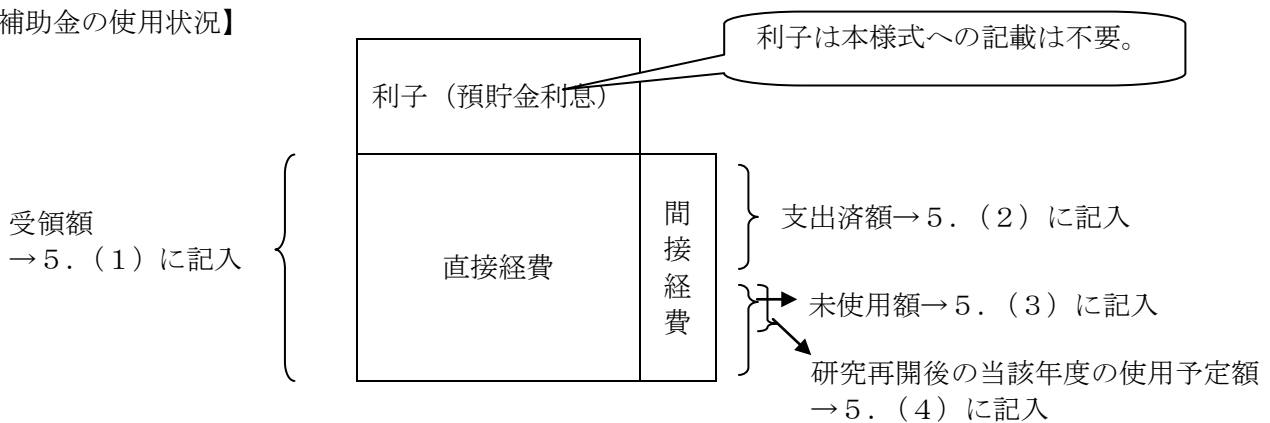 補助金の使用状況】
利子は本様式への記載は不要。
利子（預貯金利息）
受領額
→５．（１）に記入
直接経費
間接経費
支出済額→５．（２）に記入
未使用額→５．（３）に記入
研究再開後の当該年度の使用予定額
→５．（４）に記入